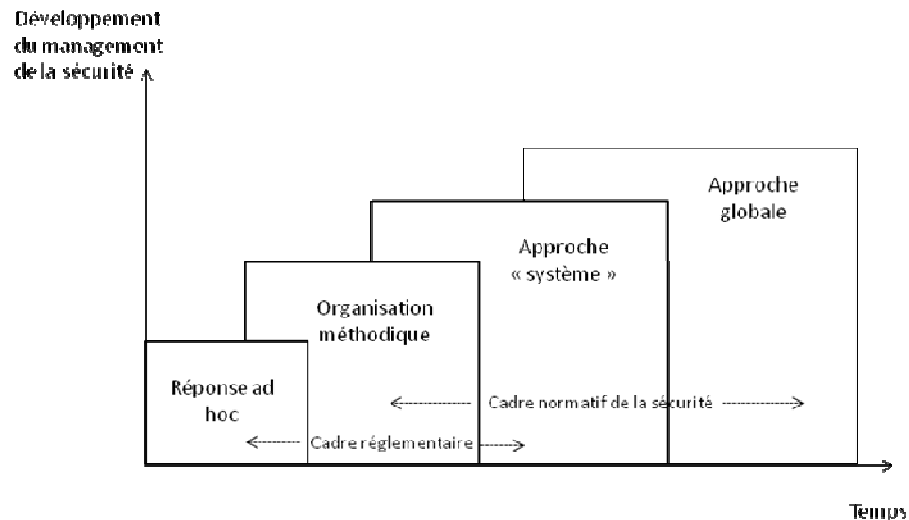 Développement
du management
de la sécurité
Approche
globale
Approche
« système »
Organisation
méthodique
Réponse ad
hoc
Cadre normatif de la sécurité
Cadre réglementaire
Temps